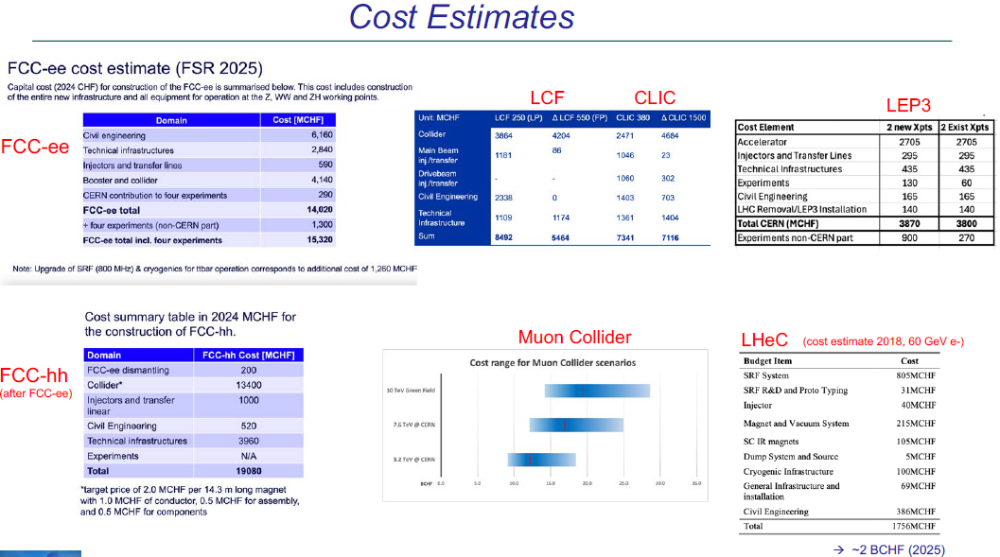 Cost Estimates
FCC-ee cost estimate (FSR 2025)
Capital cost (2024 CHF) for construction of the FCC-ee is summarised below. This cost includes construction
of the entire new infrastructure and all equipment for operation at the Z, WW and ZH working points.
FCC-ee
Domain Cost [MCHF]
Civil engineering 6,160
Technical infrastructures 2,840
Injectors and transfer lines 590
Booster and collider 4,140
CERN contribution to four experiments 290
FCC-ee total 14,020
+ four experiments (non-CERN part) 1,300
FCC-ee total incl. four experiments 15,320
Note: Upgrade of SRF (800 MHz) & cryogenics for ttbar operation corresponds to additional cost of 1,260 MCHF
LCF CLIC
Unit: MCHF LCF 250 (LP) Δ LCF 550 (FP) CLIC 380 Δ CLIC 1500
Collider 3864 4204 2471 4684
Main Beam
inj./transfer 1181 86 1046 23
Drivebeam
inj./transfer - - 1060 302
Civil Engineering 2338 0 1403 703
Technical
Infrastructure 1109 1174 1361 1404
Sum 8492 5464 7341 7116
LEP3
Cost Element 2 new Xpts 2 Exist Xpts
Accelerator 2705 2705
Injectors and Transfer Lines 295 295
Technical Infrastructures 435 435
Experiments 130 60
Civil Engineering 165 165
LHC Removal/LEP3 Installation 140 140
Total CERN (MCHF) 3870 3800
Experiments non-CERN part 900 270
Cost summary table in 2024 MCHF for
the construction of FCC-hh.
FCC-hh
(after FCC-ee)
Domain FCC-hh Cost [MCHF]
FCC-ee dismantling 200
Collider* 13400
Injectors and transfer
linear 1000
Civil Engineering 520
Technical infrastructures 3960
Experiments N/A
Total 19080
*target price of 2.0 MCHF per 14.3 m long magnet
with 1.0 MCHF of conductor, 0.5 MCHF for assembly,
and 0.5 MCHF for components
Muon Collider
Cost range for Muon Collider scenarios
10 TeV Green Field
7.6 TeV @ CERN
3.2 TeV @ CERN
BCHF 0.0 5.0 10.0 15.0 20.0 25.0 30.0 35.0
LHeC (cost estimate 2018, 60 GeV e-)
Budget Item Cost
SRF System 805MCHF
SRF R&D and Proto Typing 31MCHF
Injector 40MCHF
Magnet and Vacuum System 215MCHF
SC IR magnets 105MCHF
Dump System and Source 5MCHF
Cryogenic Infrastructure 100MCHF
General Infrastructure and
installation 69MCHF
Civil Engineering 386MCHF
Total 1756MCHF
→ ~2 BCHF (2025)